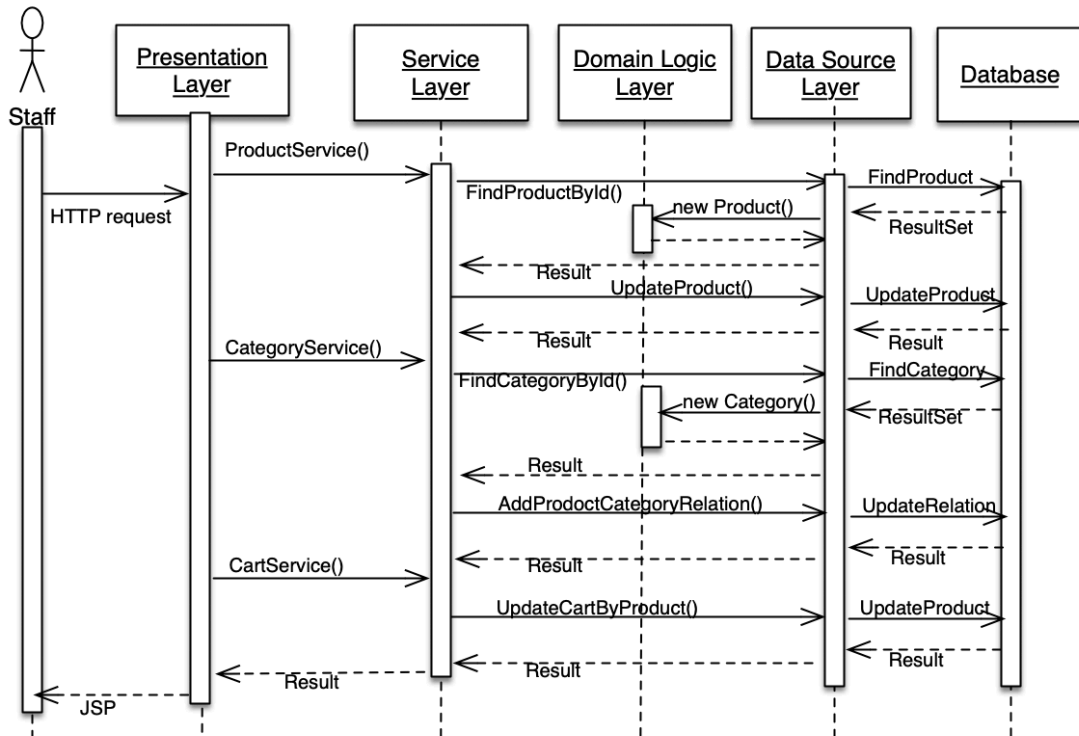 Presentation
Layer
Service
Layer
Domain Logic
Layer
Data Source
Layer
Database
Staff
ProductService()
HTTP request
FindProductById()
FindProduct
new Product()
ResultSet
Result
UpdateProduct()
UpdateProduct
Result
Result
CategoryService()
FindCategoryById()
FindCategory
new Category()
ResultSet
Result
AddProdoctCategoryRelation()
UpdateRelation
Result
Result
CartService()
UpdateCartByProduct()
UpdateProduct
Result
Result
Result
JSP